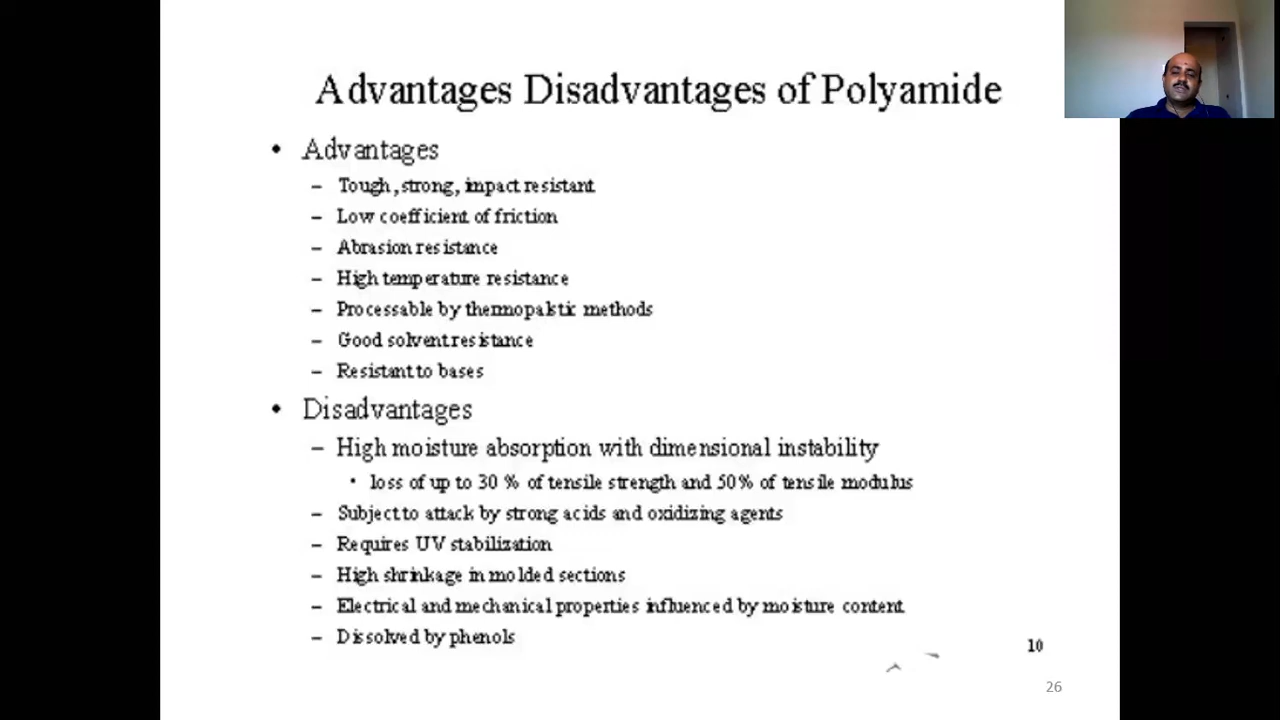 Advantages Disadvantages of Polyamide
• Advantages
– Tough, strong, impact resistant
– Low coefficient of friction
– Abrasion resistance
– High temperature resistance
– Processable by thermopalstic methods
– Good solvent resistance
– Resistant to bases
• Disadvantages
– High moisture absorption with dimensional instability
• loss of up to 30 % of tensile strength and 50% of tensile modulus
– Subject to attack by strong acids and oxidizing agents
– Requires UV stabilization
– High shrinkage in molded sections
– Electrical and mechanical properties influenced by moisture content
– Dissolved by phenols
10
26